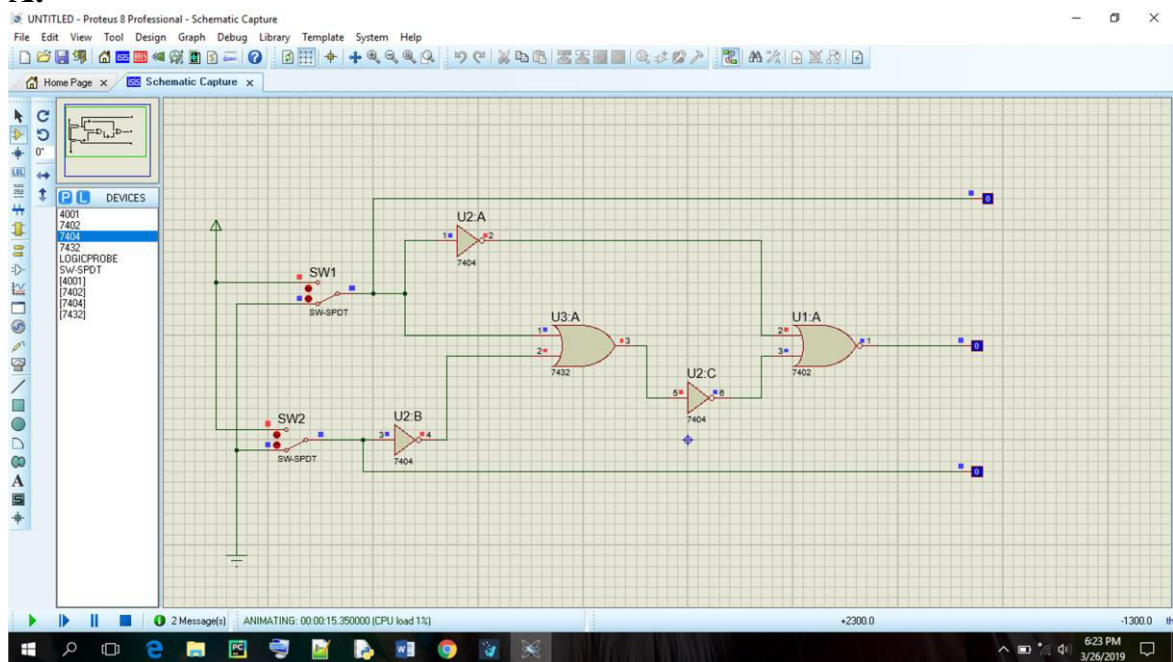 A.
UNTITLED - Proteus 8 Professional - Schematic Capture
File Edit View Tool Design Graph Debug Library Template System Help
Home Page x ISIS Schematic Capture x
0°
LBL
P L DEVICES
4001
7402
7404
7432
LOGICPROBE
SW-SPDT
[4001]
[7402]
[7404]
[7432]
A
S
0
U2:A
1 2
7404
SW1
SW-SPDT
U3:A
1
2 3
7432
U1:A
2
3 1
7402
0
U2:C
5 6
7404
SW2
SW-SPDT
U2:B
3 4
7404
0
2 Message(s) ANIMATING: 00:00:15.350000 (CPU load 1%) +2300.0 -1300.0 th
6:23 PM
3/26/2019